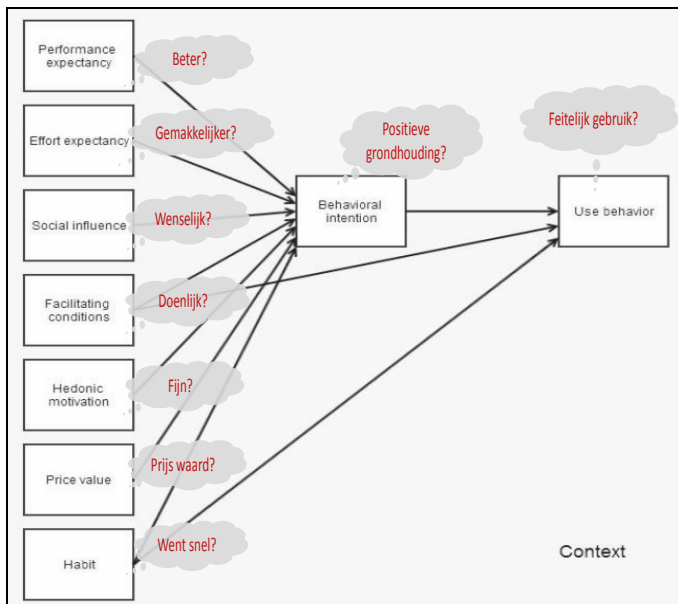 Performance
expectancy
Beter?
Effort expectancy
Gemakkelijker?
Social influence
Wenselijk?
Facilitating
conditions
Doenlijk?
Hedonic
motivation
Fijn?
Price value
Prijs waard?
Habit
Went snel?
Positieve
grondhouding?
Behavioral
intention
Feitelijk gebruik?
Use behavior
Context